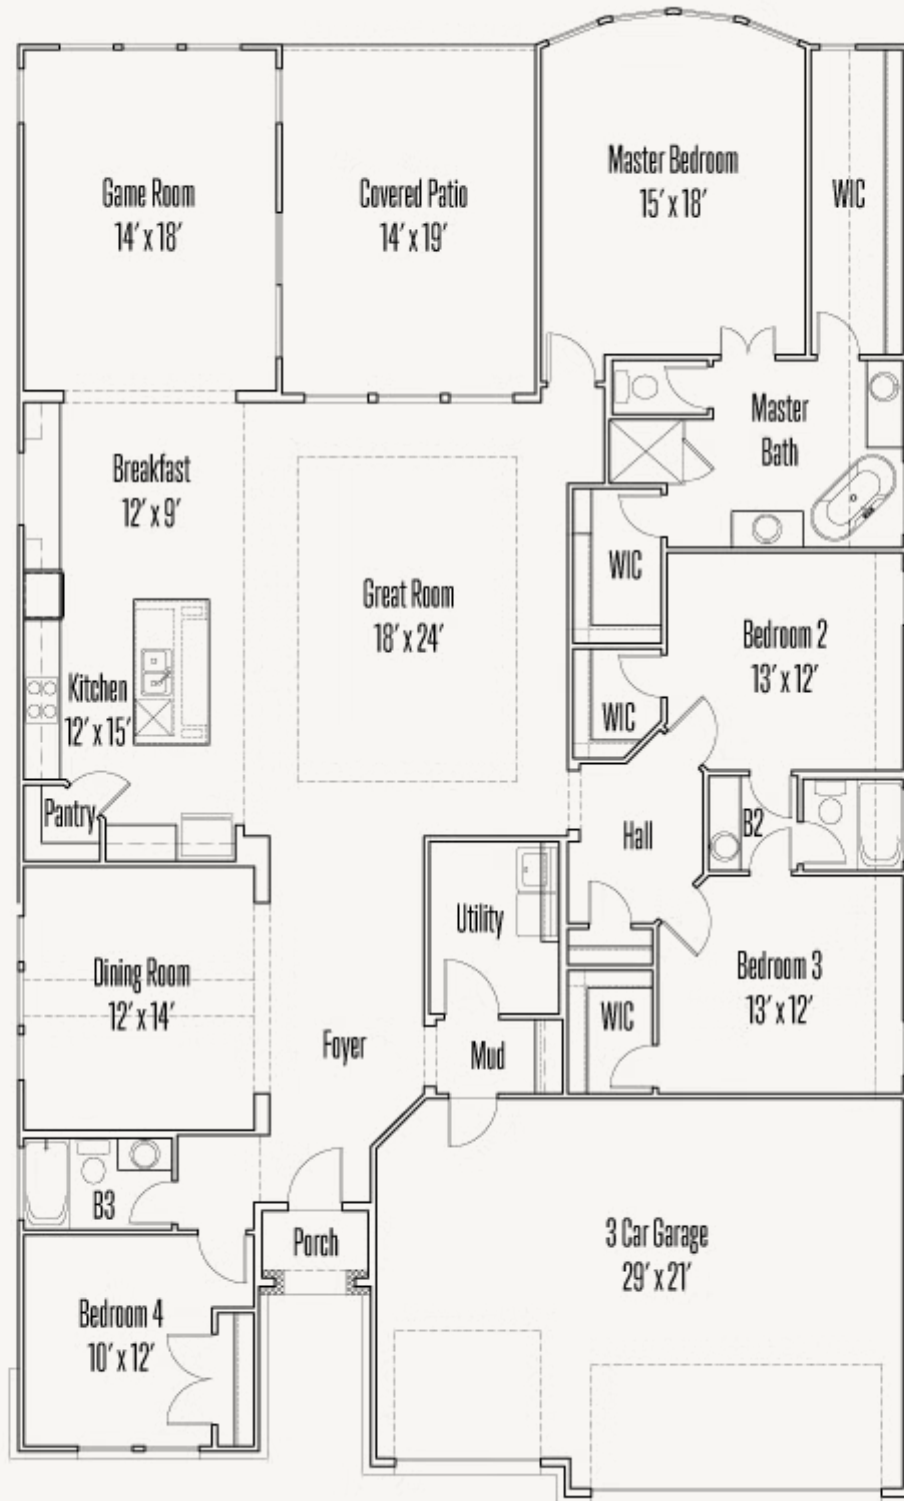 Game Room
14′ x 18′
Covered Patio
14′ x 19′
Master Bedroom
15′ x 18′
WIC
Master
Bath
Breakfast
12′ x 9′
Great Room
18′ x 24′
WIC
Bedroom 2
13′ x 12′
Kitchen
12′ x 15′
WIC
Pantry
Hall
B2
Utility
Dining Room
12′ x 14′
Bedroom 3
13′ x 12′
WIC
Foyer
Mud
B3
Porch
3 Car Garage
29′ x 21′
Bedroom 4
10′ x 12′